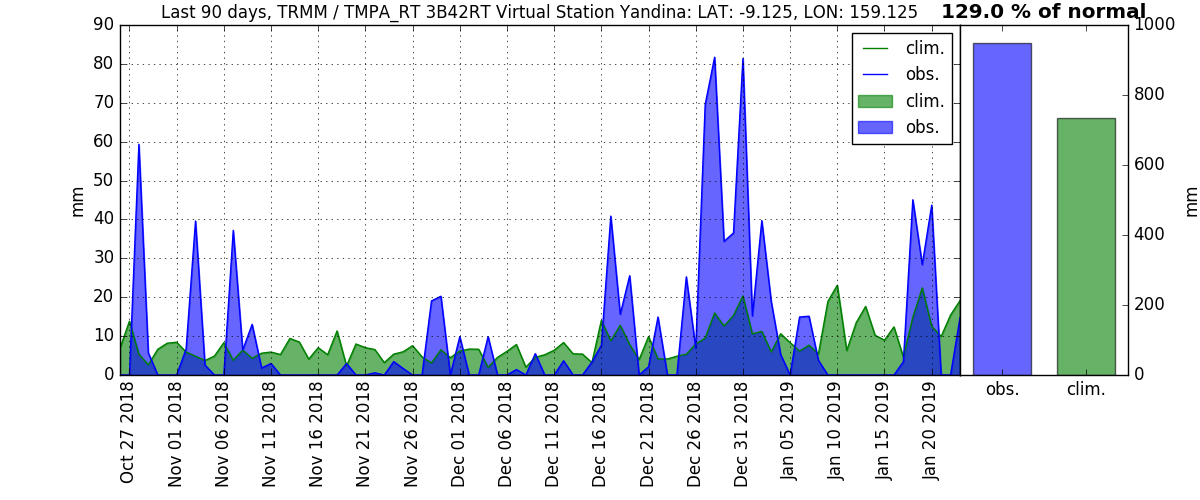 Last 90 days, TRMM / TMPA_RT 3B42RT Virtual Station Yandina: LAT: -9.125, LON: 159.125
129.0 % of normal
90
80
70
60
50
40
30
20
10
0
mm
clim.
obs.
clim.
obs.
Oct 27 2018
Nov 01 2018
Nov 06 2018
Nov 11 2018
Nov 16 2018
Nov 21 2018
Nov 26 2018
Dec 01 2018
Dec 06 2018
Dec 11 2018
Dec 16 2018
Dec 21 2018
Dec 26 2018
Dec 31 2018
Jan 05 2019
Jan 10 2019
Jan 15 2019
Jan 20 2019
1000
800
600
400
200
0
mm
obs.
clim.